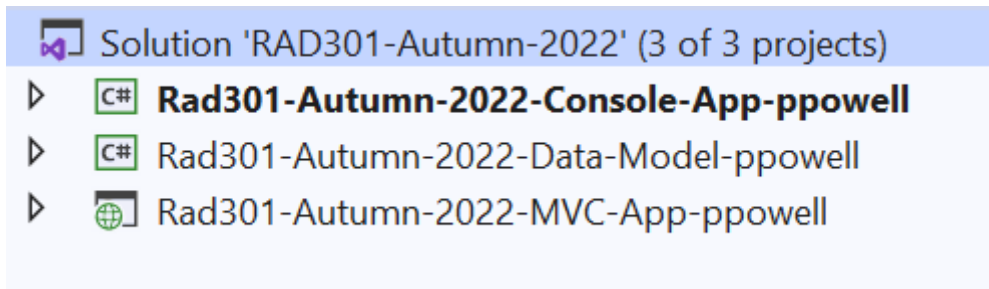 Solution 'RAD301-Autumn-2022' (3 of 3 projects)
C# Rad301-Autumn-2022-Console-App-ppowell
C# Rad301-Autumn-2022-Data-Model-ppowell
Rad301-Autumn-2022-MVC-App-ppowell